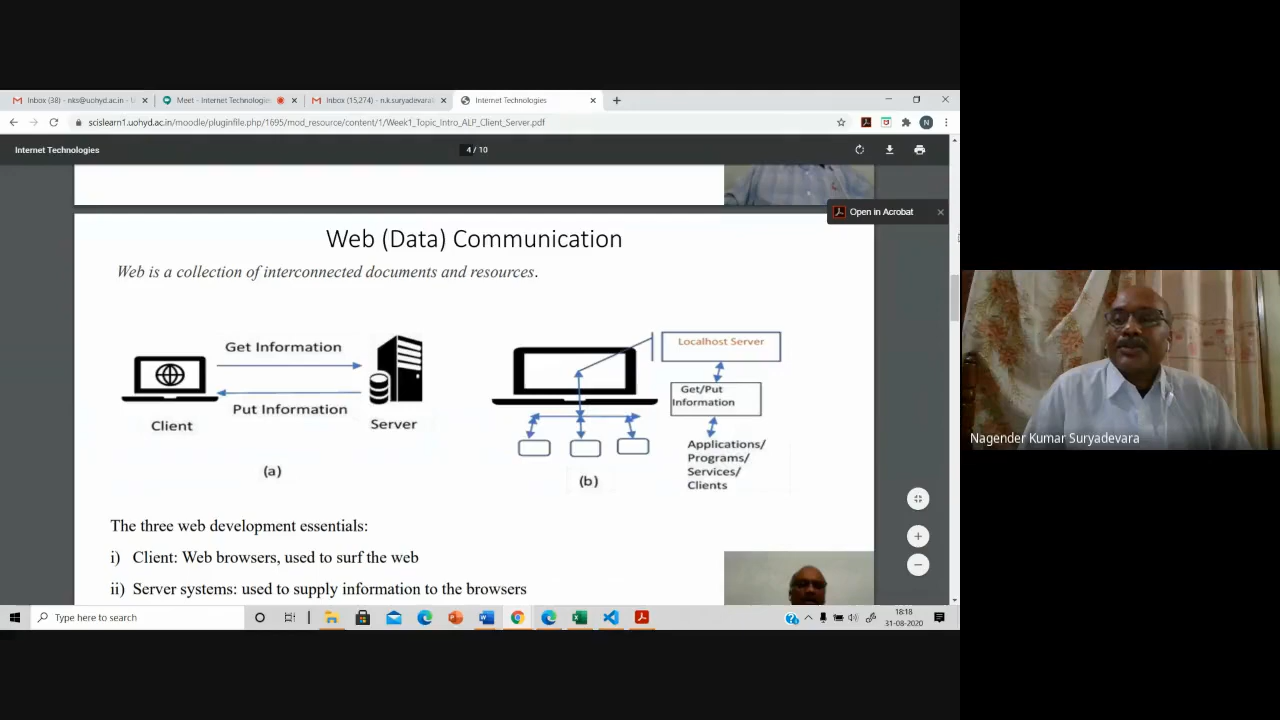 Inbox (38) - nks@uohyd.ac.in - U
Meet - Internet Technologies
Inbox (15,274) - n.k.suryadevara
Internet Technologies
scislearn1.uohyd.ac.in/moodle/pluginfile.php/1695/mod_resource/content/1/Week1_Topic_Intro_ALP_Client_Server.pdf
N
Internet Technologies
4 / 10
Open in Acrobat
Web (Data) Communication
Web is a collection of interconnected documents and resources.
Get Information
Put Information
Client
Server
(a)
Localhost Server
Get/Put
Information
Applications/
Programs/
Services/
Clients
(b)
The three web development essentials:
i) Client: Web browsers, used to surf the web
ii) Server systems: used to supply information to the browsers
Nagender Kumar Suryadevara
Type here to search
18:18
31-08-2020